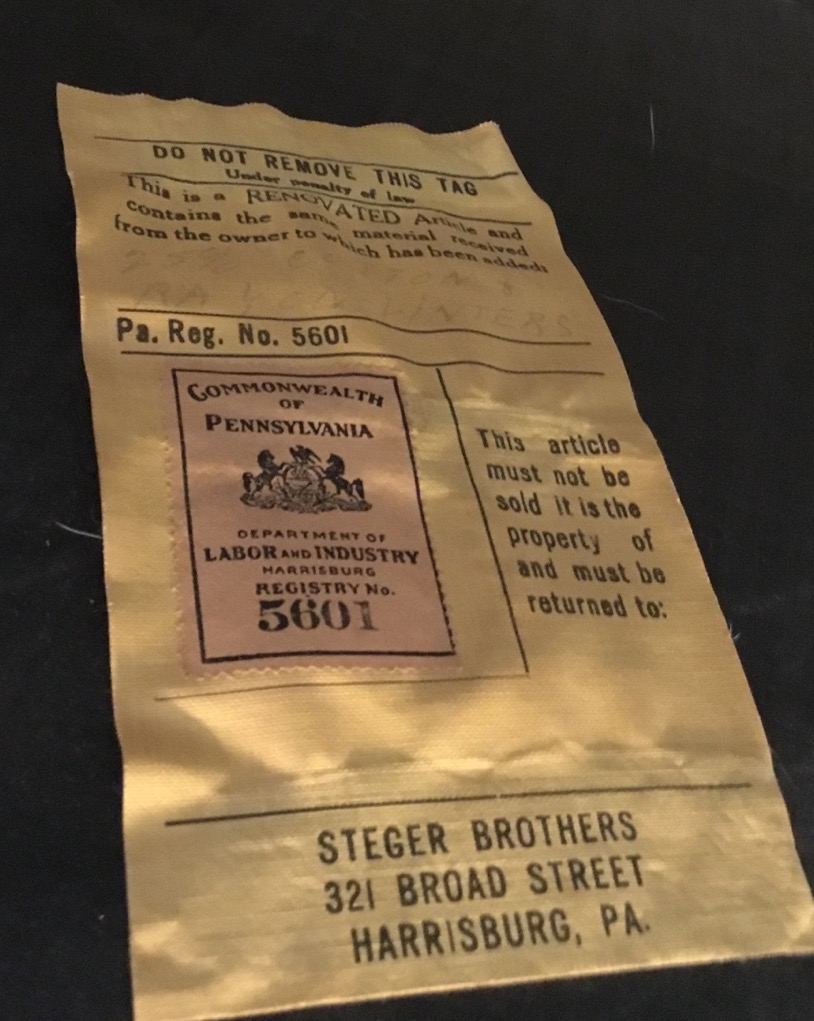 DO NOT REMOVE THIS TAG
Under penalty of law
This is a RENOVATED Article and
contains the same material received
from the owner to which has been added:
RAYON LINTERS
Pa. Reg. No. 5601
COMMONWEALTH
OF
PENNSYLVANIA
DEPARTMENT OF
LABOR AND INDUSTRY
HARRISBURG
REGISTRY No.
5601
This article
must not be
sold it is the
property of
and must be
returned to:
STEGER BROTHERS
321 BROAD STREET
HARRISBURG, PA.